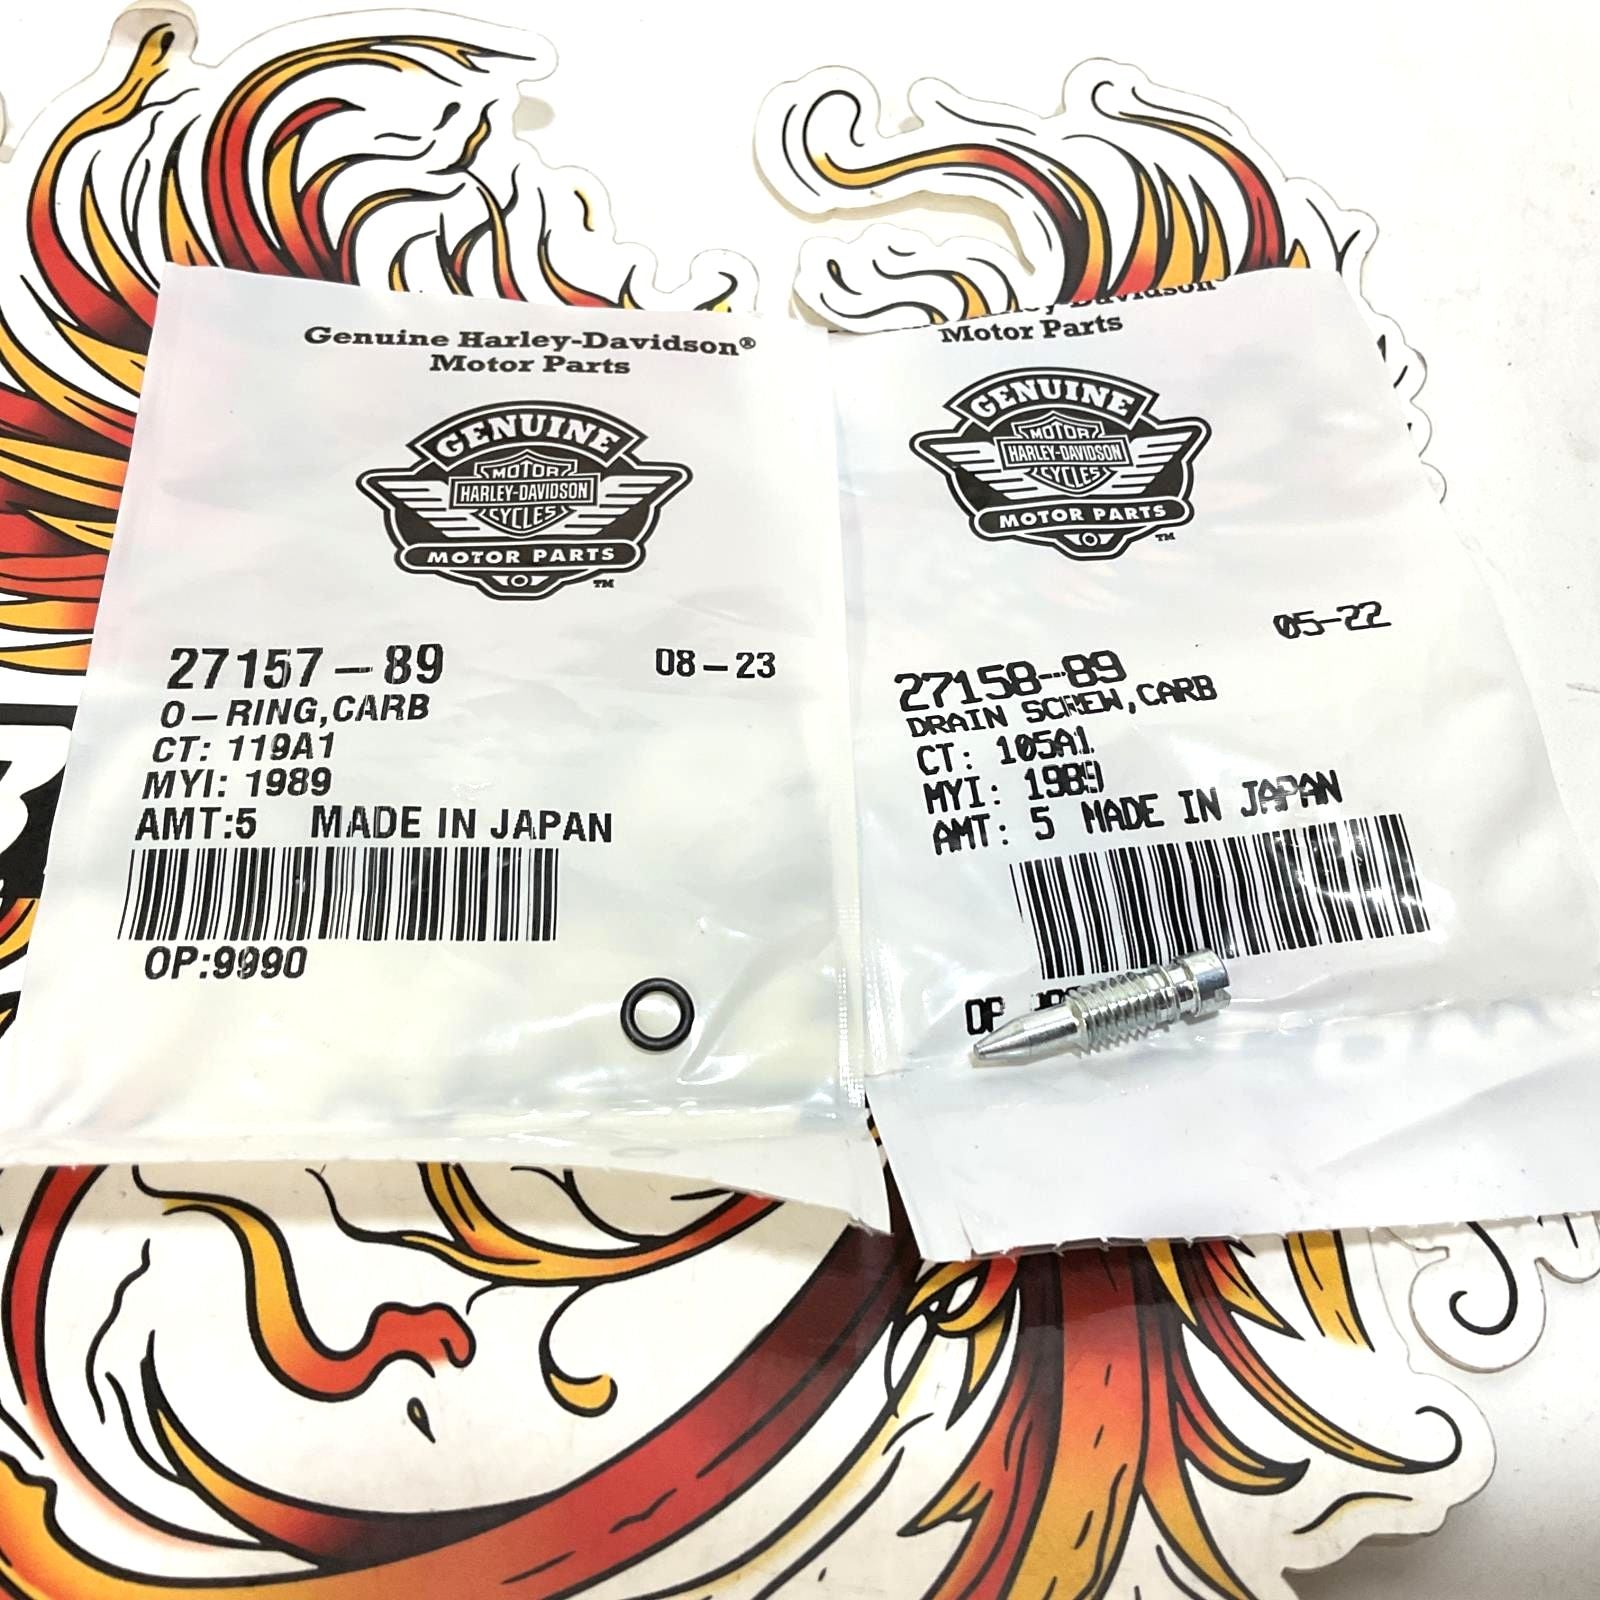 Genuine Harley-Davidson®
Motor Parts
GENUINE
MOTOR
HARLEY-DAVIDSON
CYCLES
MOTOR PARTS
TM
27157-89
08-23
O-RING,CARB
CT: 119A1
MYI: 1989
AMT:5 MADE IN JAPAN
OP:9990
Davidson
Motor Parts
GENUINE
MOTOR
HARLEY-DAVIDSON
CYCLES
MOTOR PARTS
TM
05-22
27158-89
DRAIN SCREW,CARB
CT: 105A1
MYI: 1989
AMT: 5 MADE IN JAPAN
OP